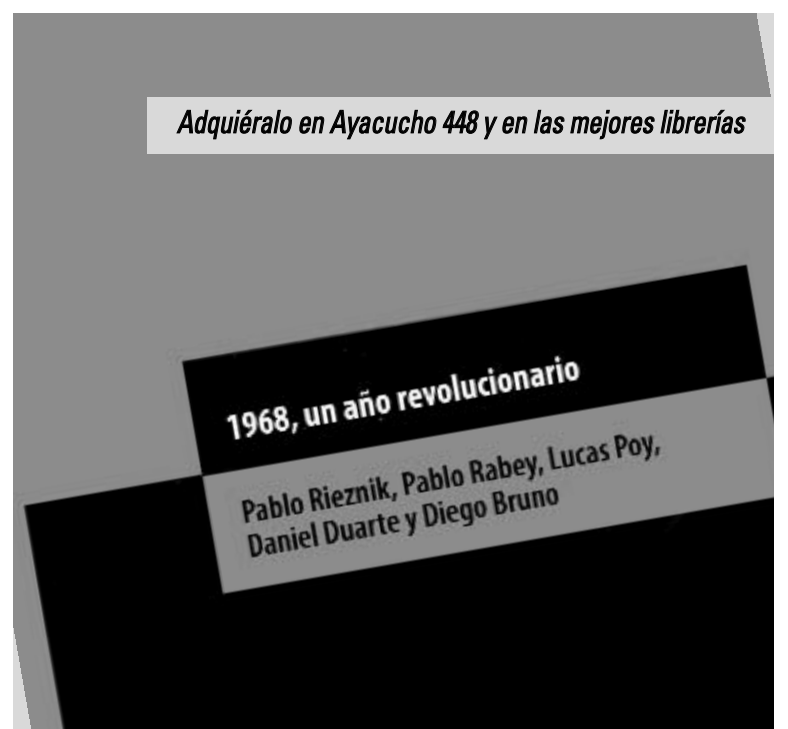 Adquiéralo en Ayacucho 448 y en las mejores librerías
1968, un año revolucionario
Pablo Rieznik, Pablo Rabey, Lucas Poy,
Daniel Duarte y Diego Bruno